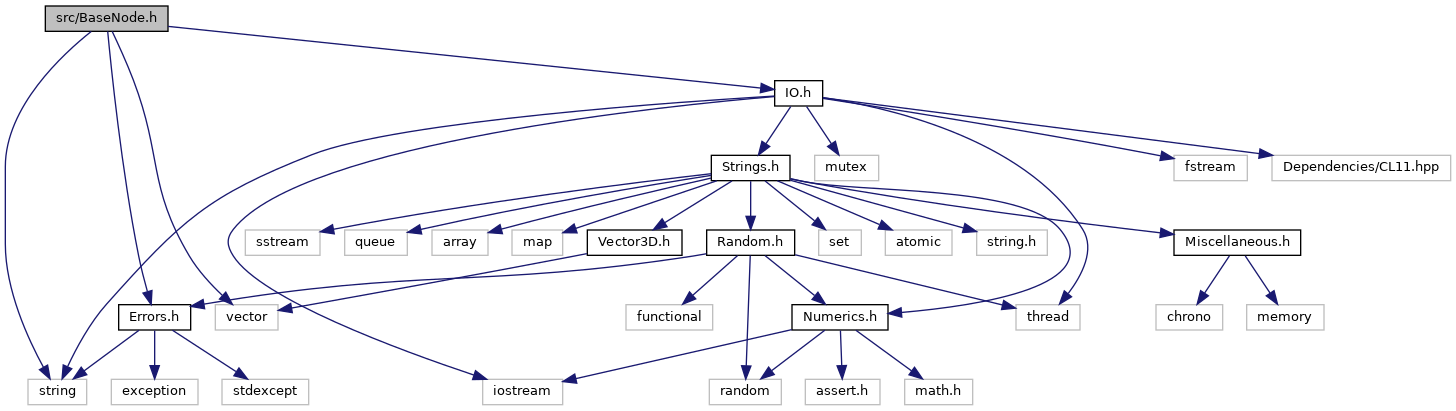 src/BaseNode.h
IO.h
Strings.h
mutex
fstream
Dependencies/CL11.hpp
sstream
queue
array
map
Vector3D.h
Random.h
set
atomic
string.h
Miscellaneous.h
Errors.h
vector
functional
Numerics.h
thread
chrono
memory
string
exception
stdexcept
iostream
random
assert.h
math.h